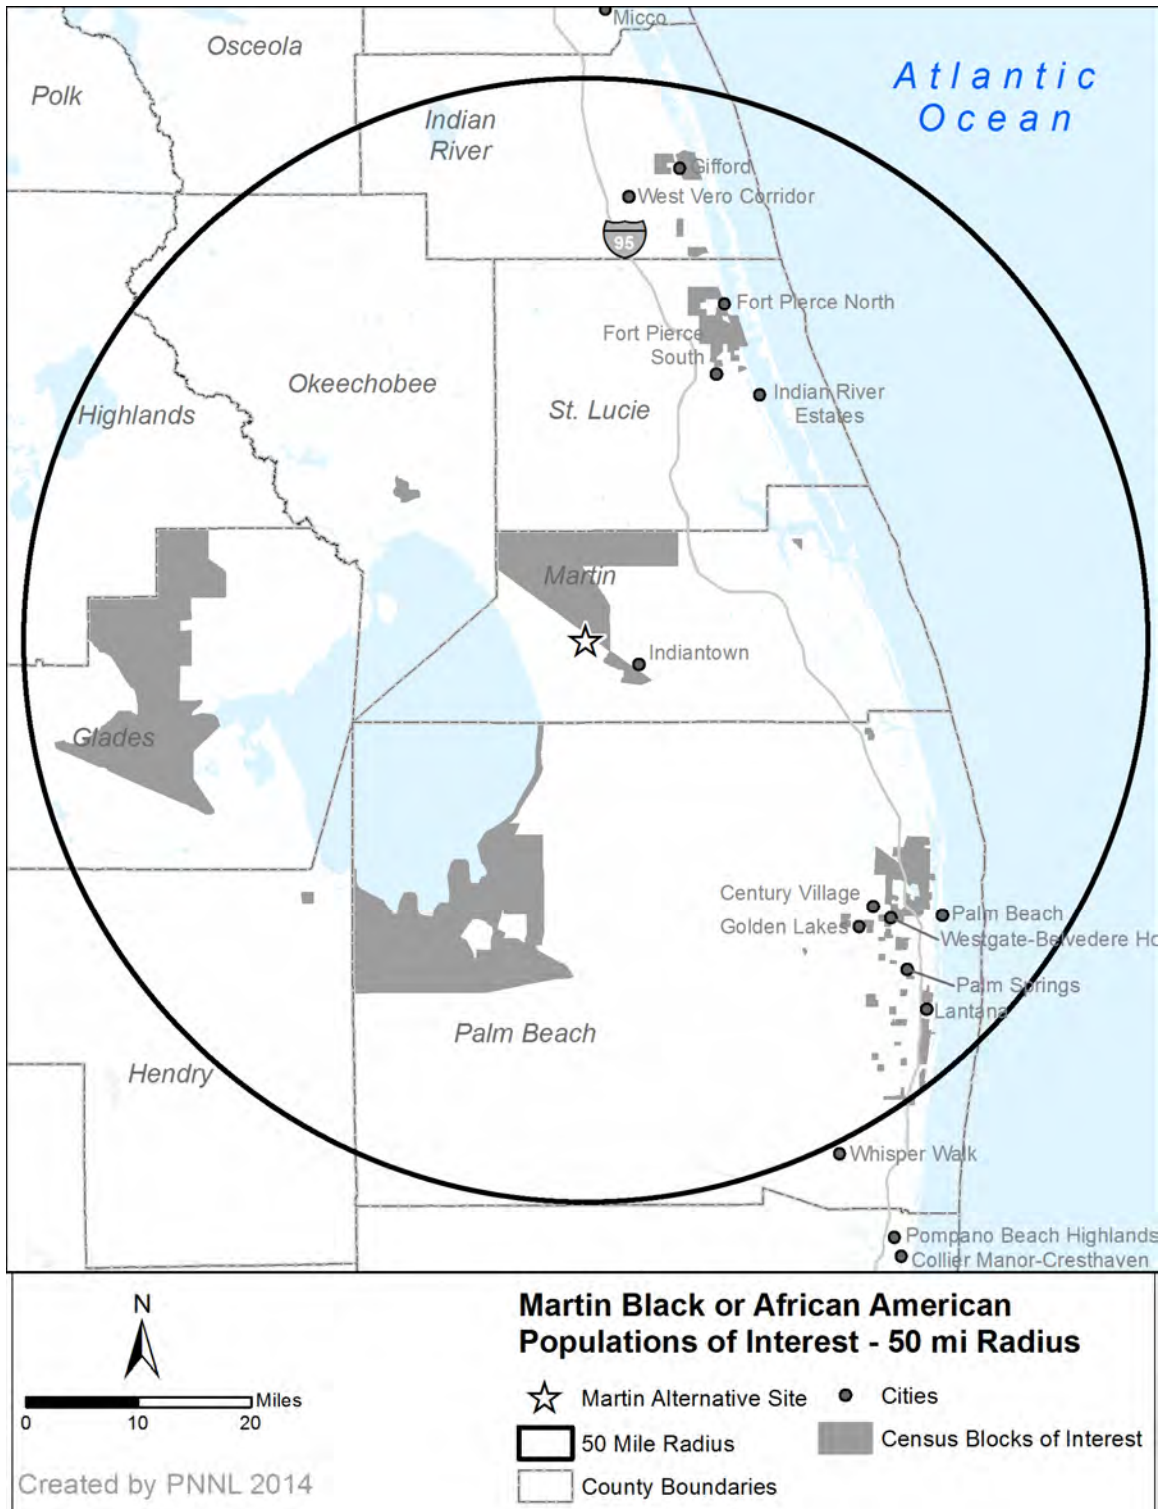 Micco
Osceola
Polk
Atlantic
Ocean
Indian
River
Gifford
West Vero Corridor
95
Fort Pierce North
Fort Pierce
South
Okeechobee
Highlands
St. Lucie
Indian River
Estates
Martin
Indiantown
Glades
Century Village
Palm Beach
Golden Lakes
Westgate-Belvedere Ho
Palm Springs
Lantana
Palm Beach
Hendry
Whisper Walk
Pompano Beach Highlands
Collier Manor-Cresthaven
N
Miles
0 10 20
Created by PNNL 2014
Martin Black or African American
Populations of Interest - 50 mi Radius
Martin Alternative Site
Cities
50 Mile Radius
Census Blocks of Interest
County Boundaries